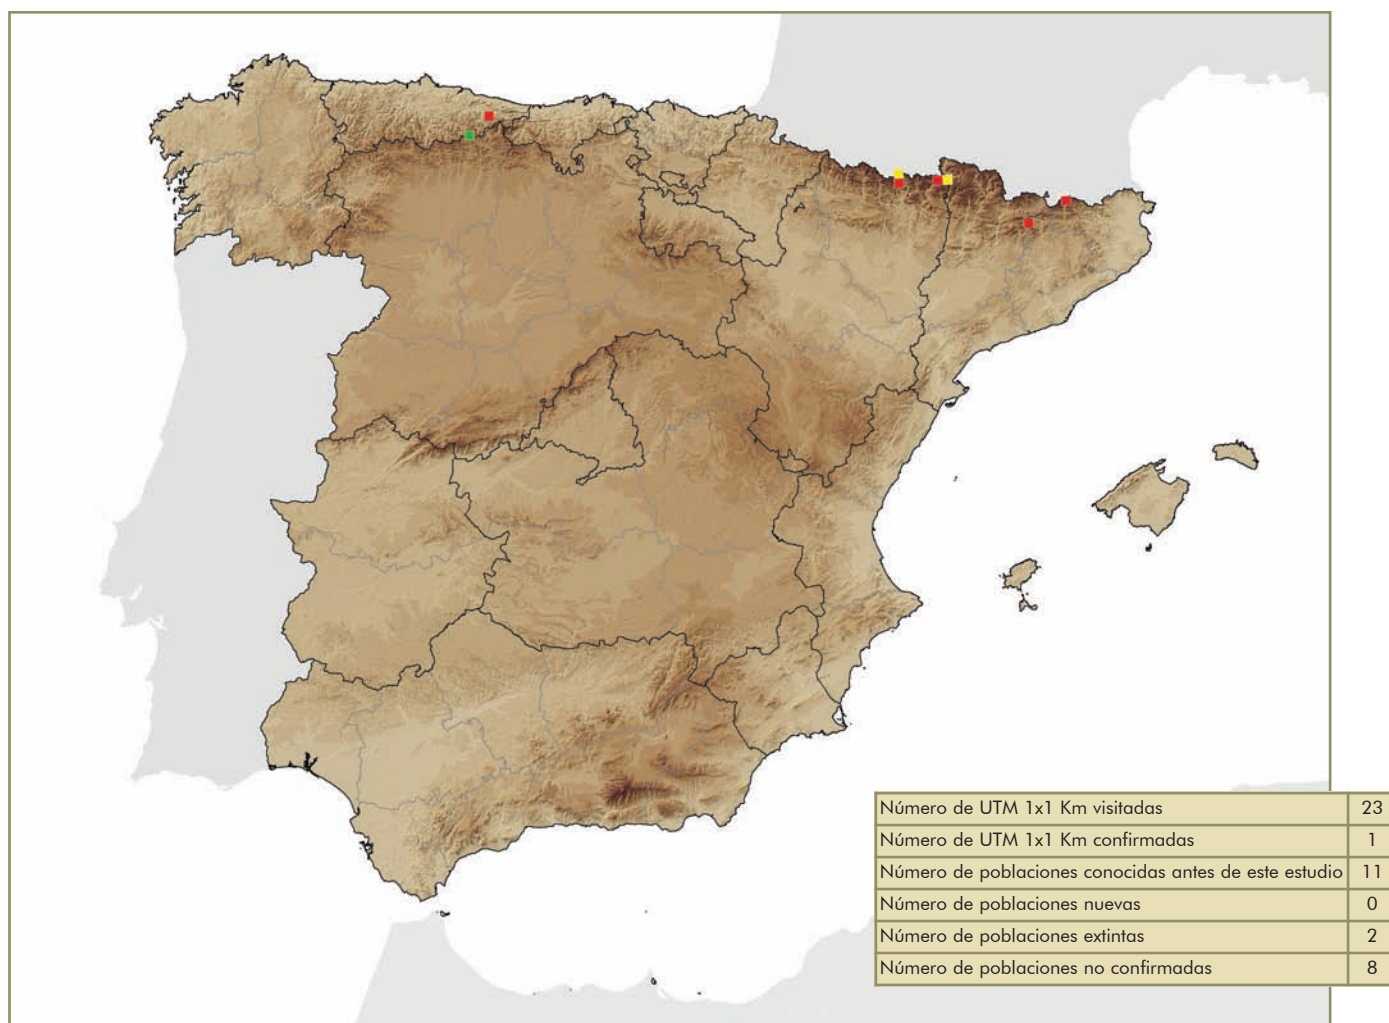 Número de UTM 1x1 Km visitadas 23
Número de UTM 1x1 Km confirmadas 1
Número de poblaciones conocidas antes de este estudio 11
Número de poblaciones nuevas 0
Número de poblaciones extintas 2
Número de poblaciones no confirmadas 8